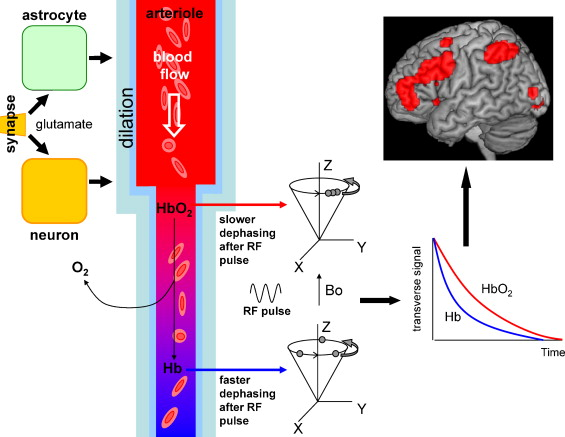 astrocyte
arteriole
blood
flow
synapse
glutamate
dilation
neuron
HbO2
O2
slower
dephasing
after RF
pulse
Z
Y
X
RF pulse
Bo
Hb
faster
dephasing
after RF
pulse
Z
Y
X
transverse signal
HbO2
Hb
Time